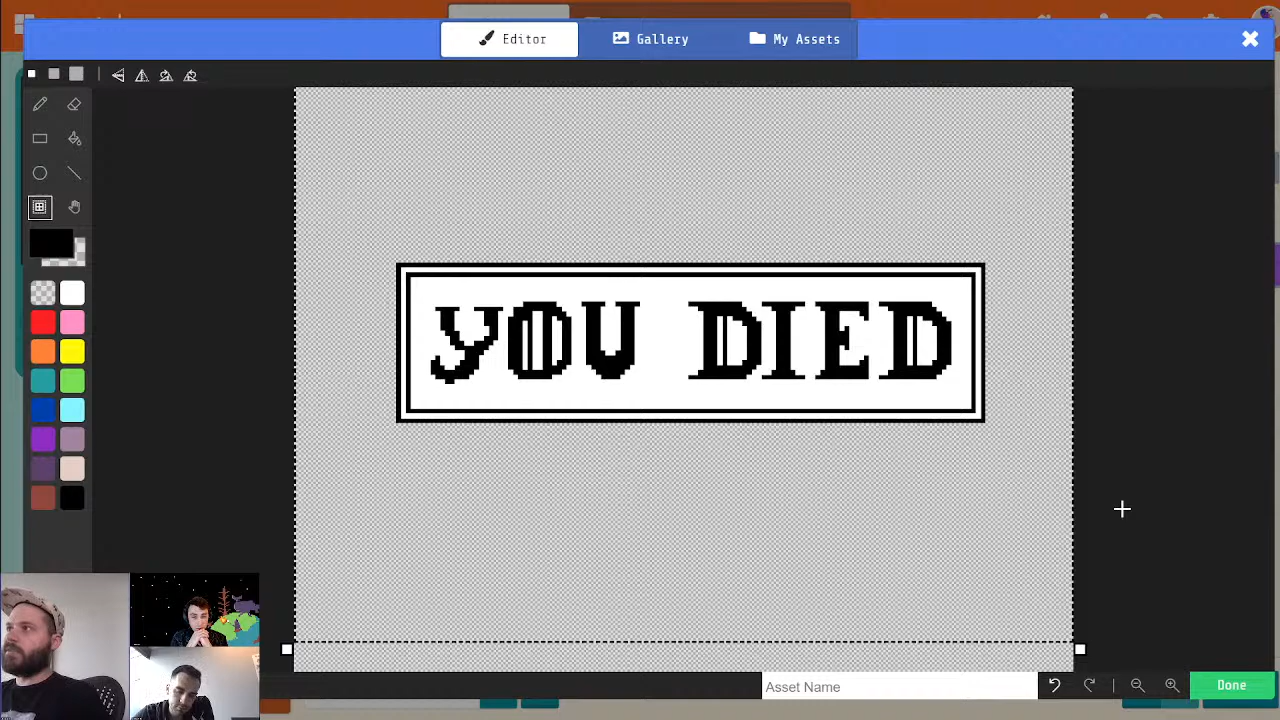 Editor
Gallery
My Assets
YOU DIED
Asset Name
Done